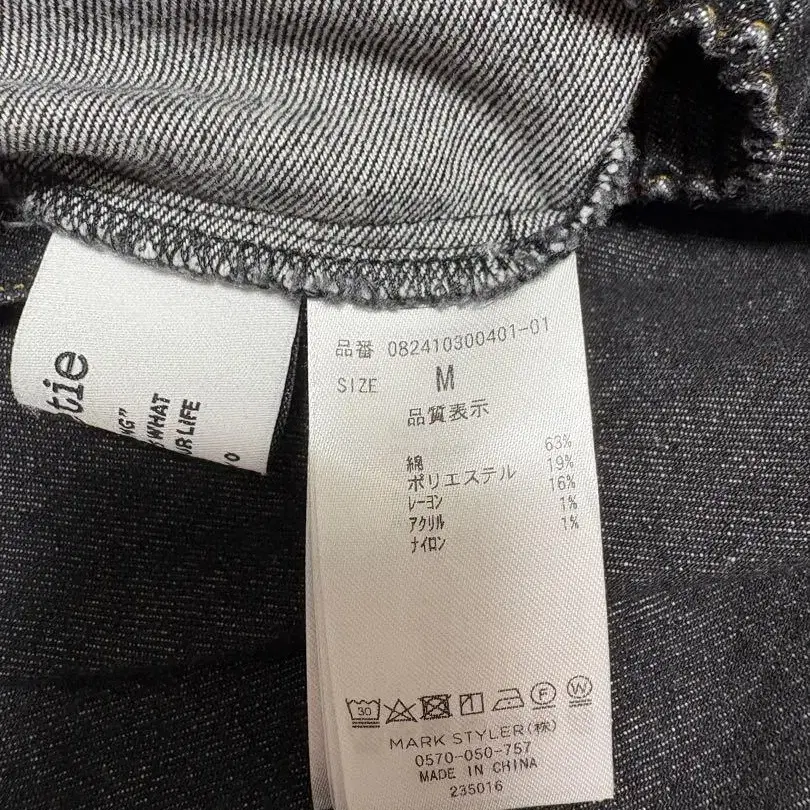 tie
NG"
WHAT
UR LIFE
O
品番 082410300401-01
SIZE M
品質表示
綿 63%
ポリエステル 19%
レーヨン 16%
アクリル 1%
ナイロン 1%
30 F W
MARK STYLER(株)
0570-050-757
MADE IN CHINA
235016